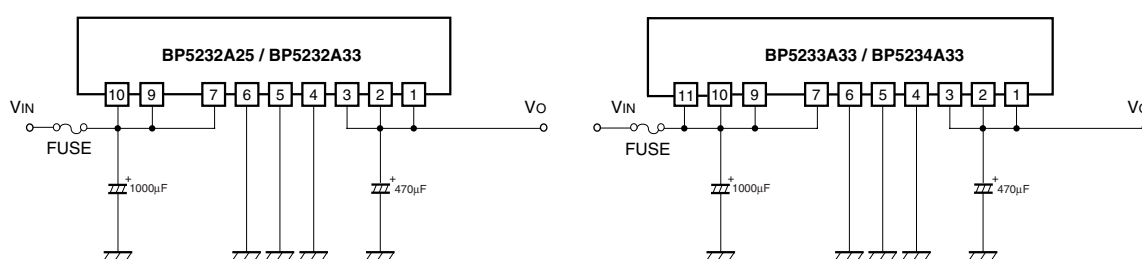 BP5232A25 / BP5232A33
10 9 7 6 5 4 3 2 1
VIN
VO
FUSE
+
1000μF
+
470μF
BP5233A33 / BP5234A33
11 10 9 7 6 5 4 3 2 1
VIN
VO
FUSE
+
1000μF
+
470μF